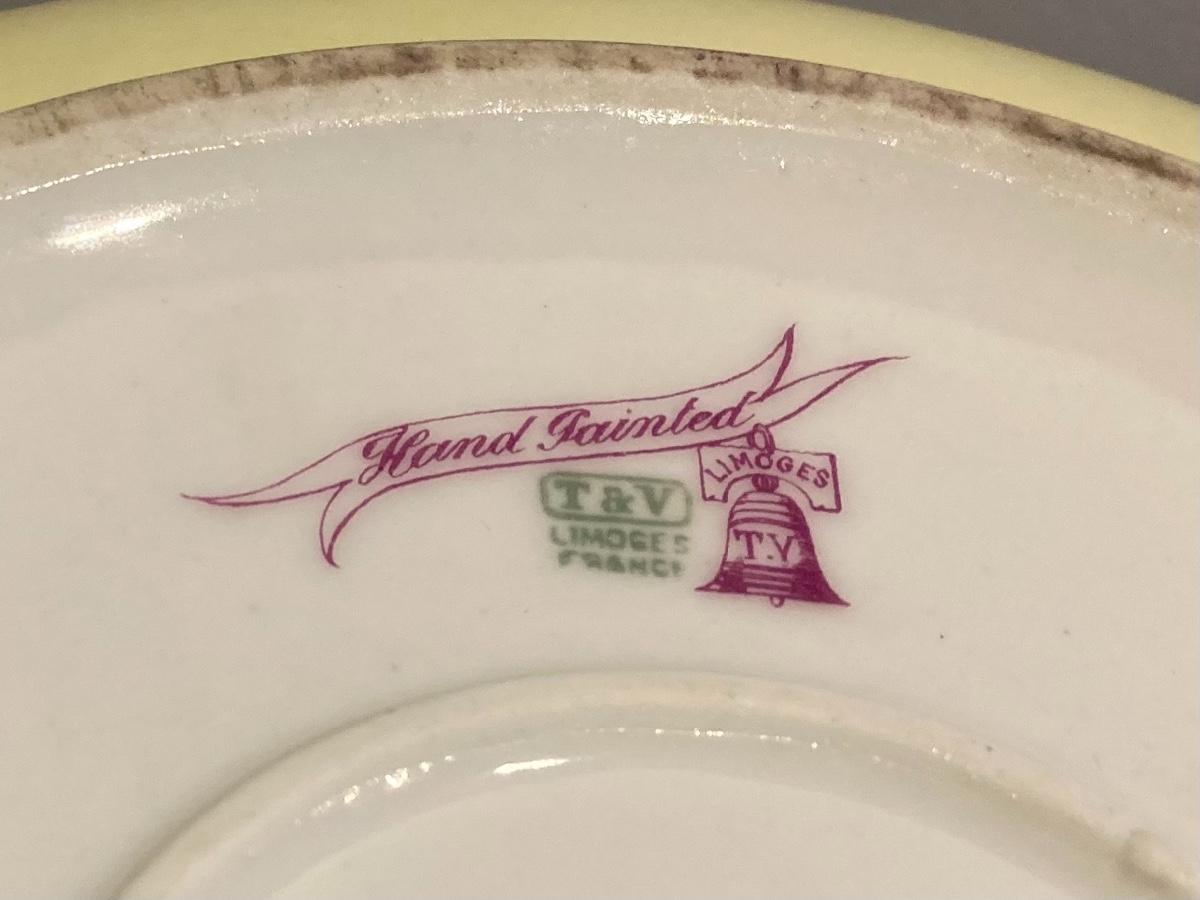 Hand Painted
LIMOGES
T.V
T&V
LIMOGES
FRANCE